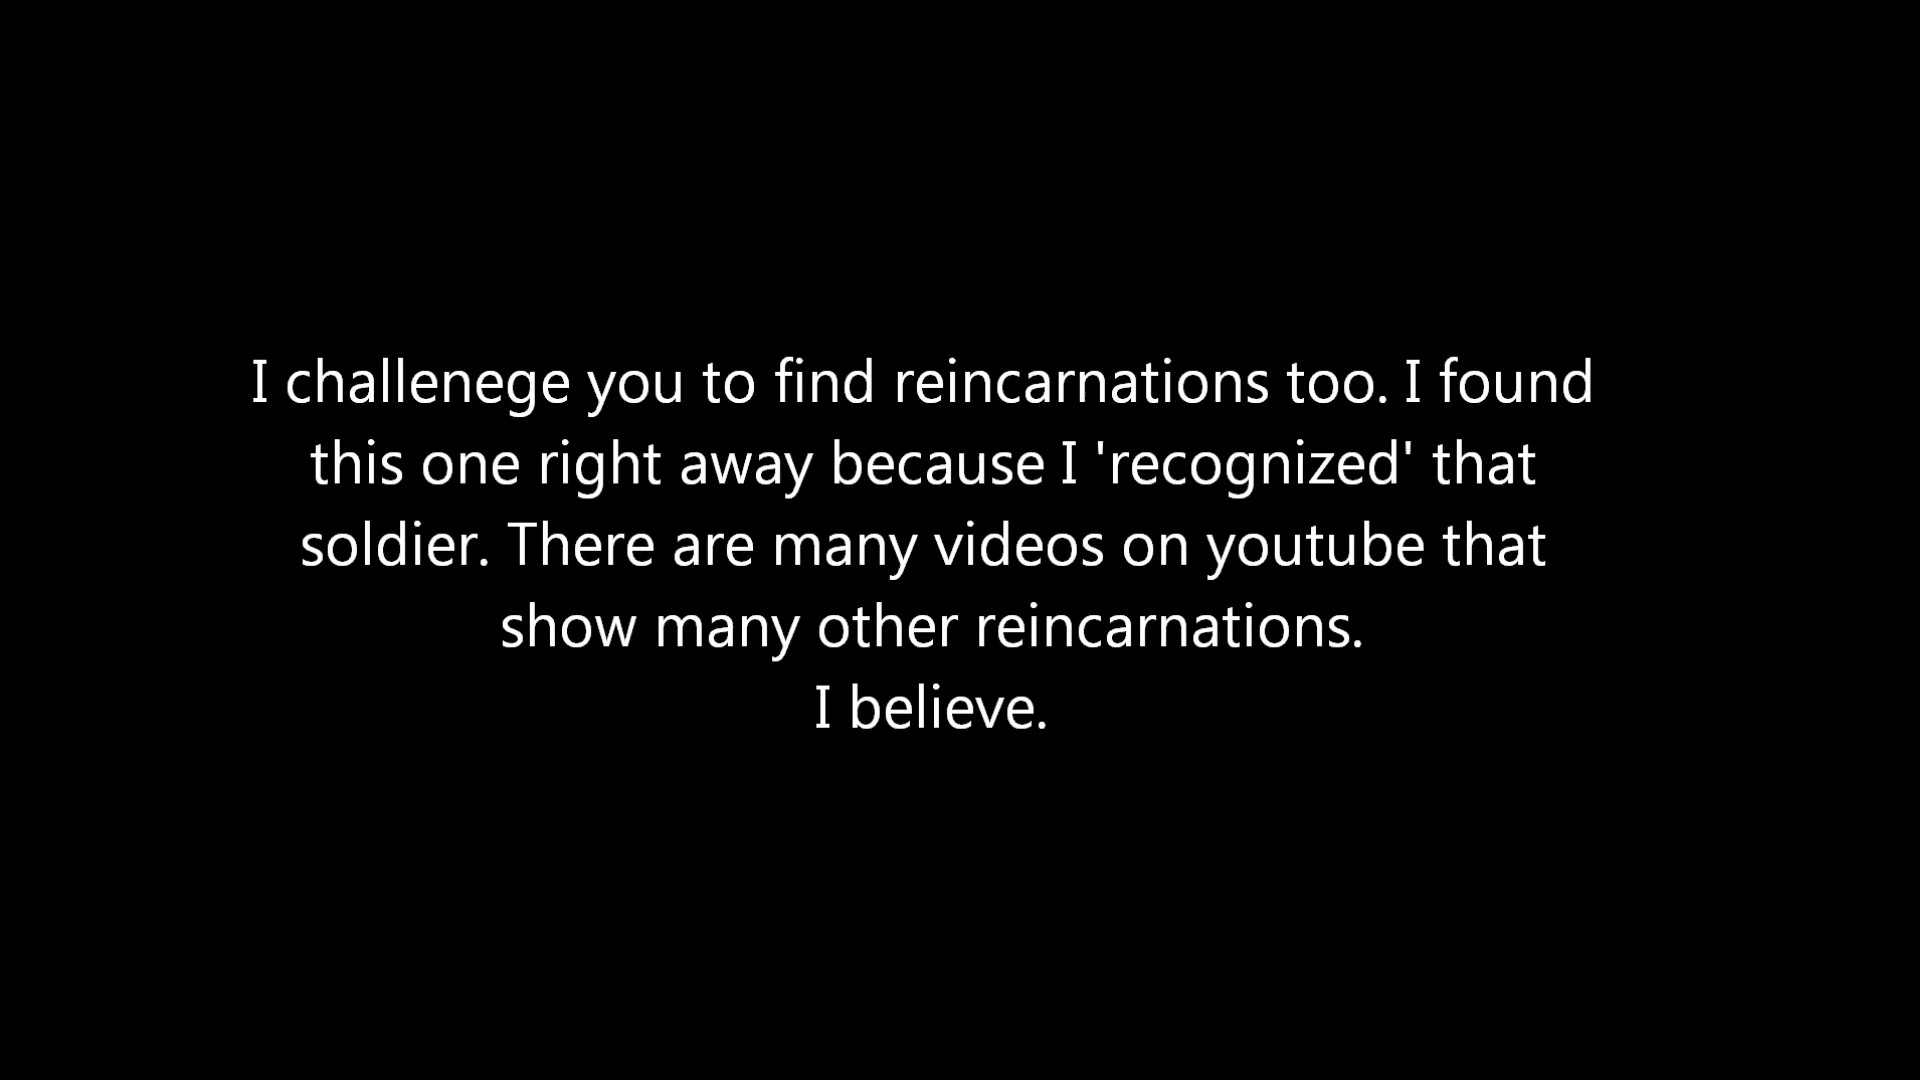 I challenege you to find reincarnations too. I found
this one right away because I 'recognized' that
soldier. There are many videos on youtube that
show many other reincarnations.
I believe.